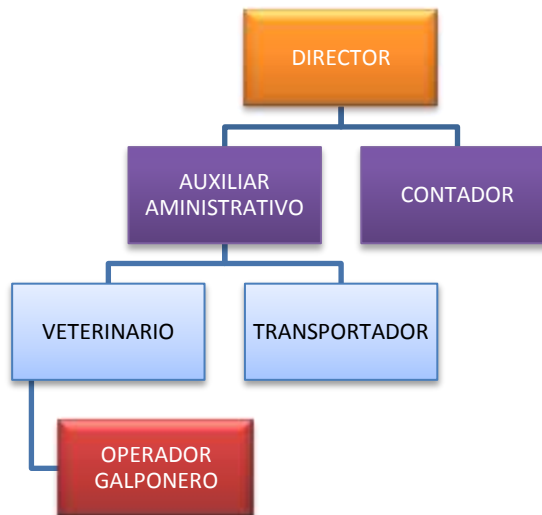 DIRECTOR
AUXILIAR
AMINISTRATIVO
CONTADOR
VETERINARIO
TRANSPORTADOR
OPERADOR
GALPONERO